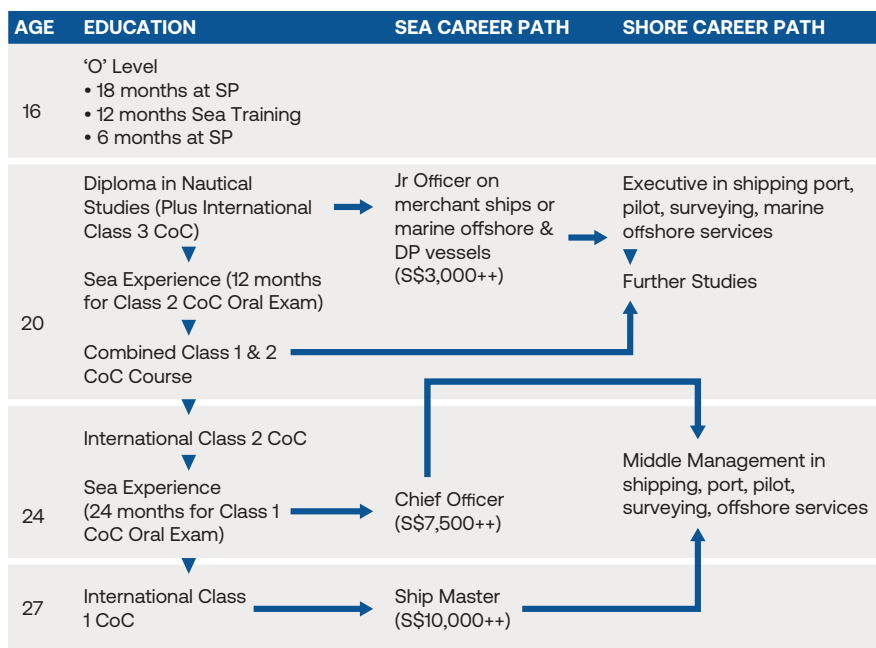 AGE EDUCATION SEA CAREER PATH SHORE CAREER PATH
16
‘O’ Level
• 18 months at SP
• 12 months Sea Training
• 6 months at SP
20
Diploma in Nautical
Studies (Plus International
Class 3 CoC)
Sea Experience (12 months
for Class 2 CoC Oral Exam)
Combined Class 1 & 2
CoC Course
Jr Officer on
merchant ships or
marine offshore &
DP vessels
(S$3,000++)
Executive in shipping port,
pilot, surveying, marine
offshore services
Further Studies
24
International Class 2 CoC
Sea Experience
(24 months for Class 1
CoC Oral Exam)
Chief Officer
(S$7,500++)
Middle Management in
shipping, port, pilot,
surveying, offshore services
27
International Class
1 CoC
Ship Master
(S$10,000++)